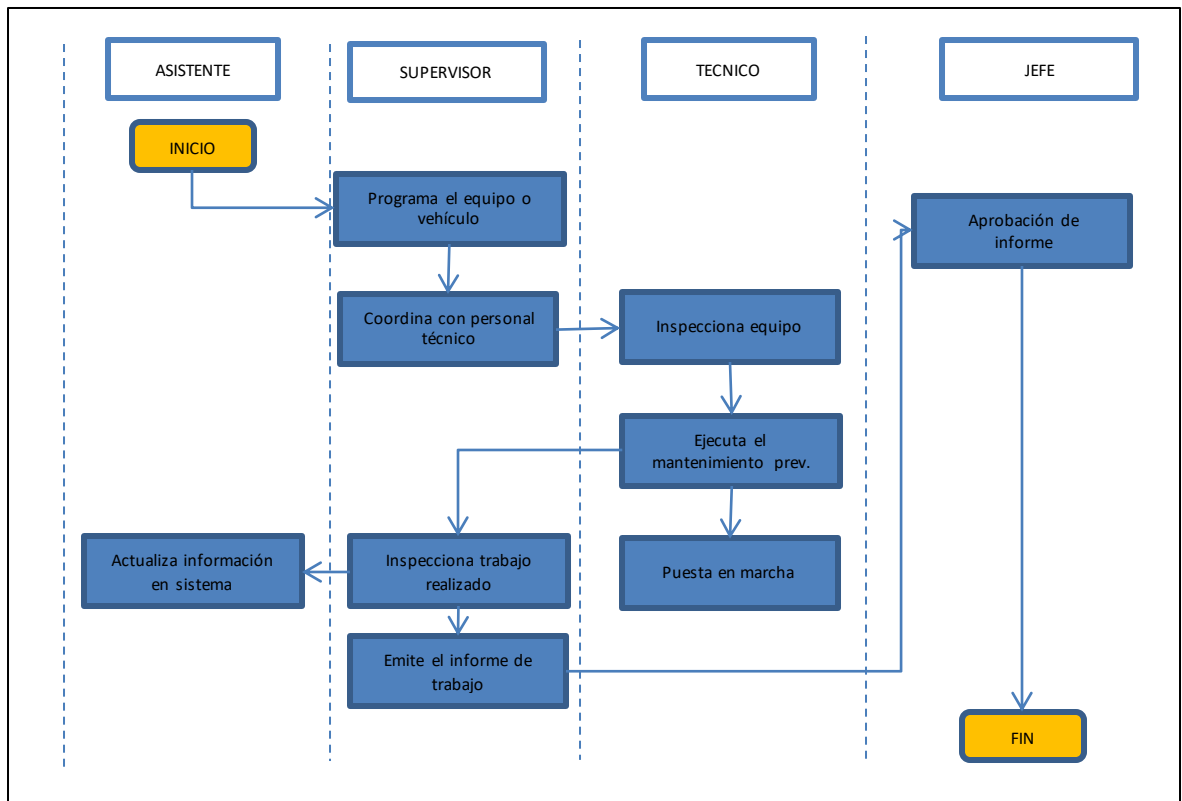 ASISTENTE
SUPERVISOR
TECNICO
JEFE
INICIO
Programa el equipo o
vehículo
Aprobación de
informe
Coordina con personal
técnico
Inspecciona equipo
Ejecuta el
mantenimiento prev.
Actualiza información
en sistema
Inspecciona trabajo
realizado
Puesta en marcha
Emite el informe de
trabajo
FIN